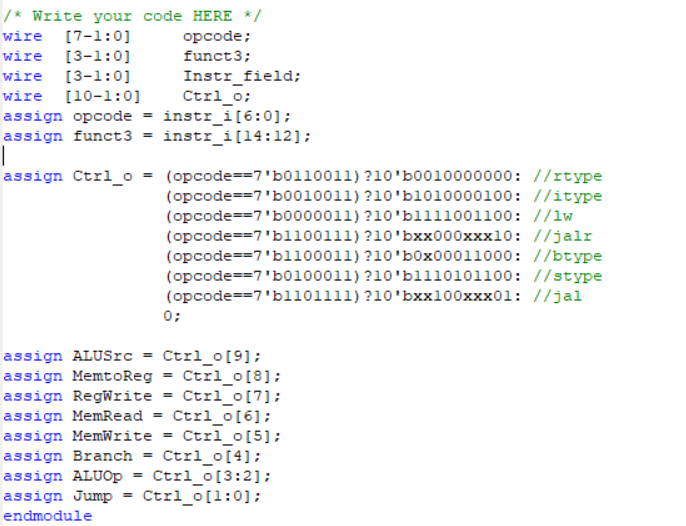 /* Write your code HERE */
wire [7-1:0] opcode;
wire [3-1:0] funct3;
wire [3-1:0] Instr_field;
wire [10-1:0] Ctrl_o;
assign opcode = instr_i[6:0];
assign funct3 = instr_i[14:12];
assign Ctrl_o = (opcode==7'b0110011)?10'b0010000000: //rtype
(opcode==7'b0010011)?10'b1010000100: //itype
(opcode==7'b0000011)?10'b1111001100: //lw
(opcode==7'b1100111)?10'bxx000xxx10: //jalr
(opcode==7'b1100011)?10'b0x00011000: //btype
(opcode==7'b0100011)?10'b1110101100: //stype
(opcode==7'b1101111)?10'bxx100xxx01: //jal
0;
assign ALUSrc = Ctrl_o[9];
assign MemtoReg = Ctrl_o[8];
assign RegWrite = Ctrl_o[7];
assign MemRead = Ctrl_o[6];
assign MemWrite = Ctrl_o[5];
assign Branch = Ctrl_o[4];
assign ALUOp = Ctrl_o[3:2];
assign Jump = Ctrl_o[1:0];
endmodule